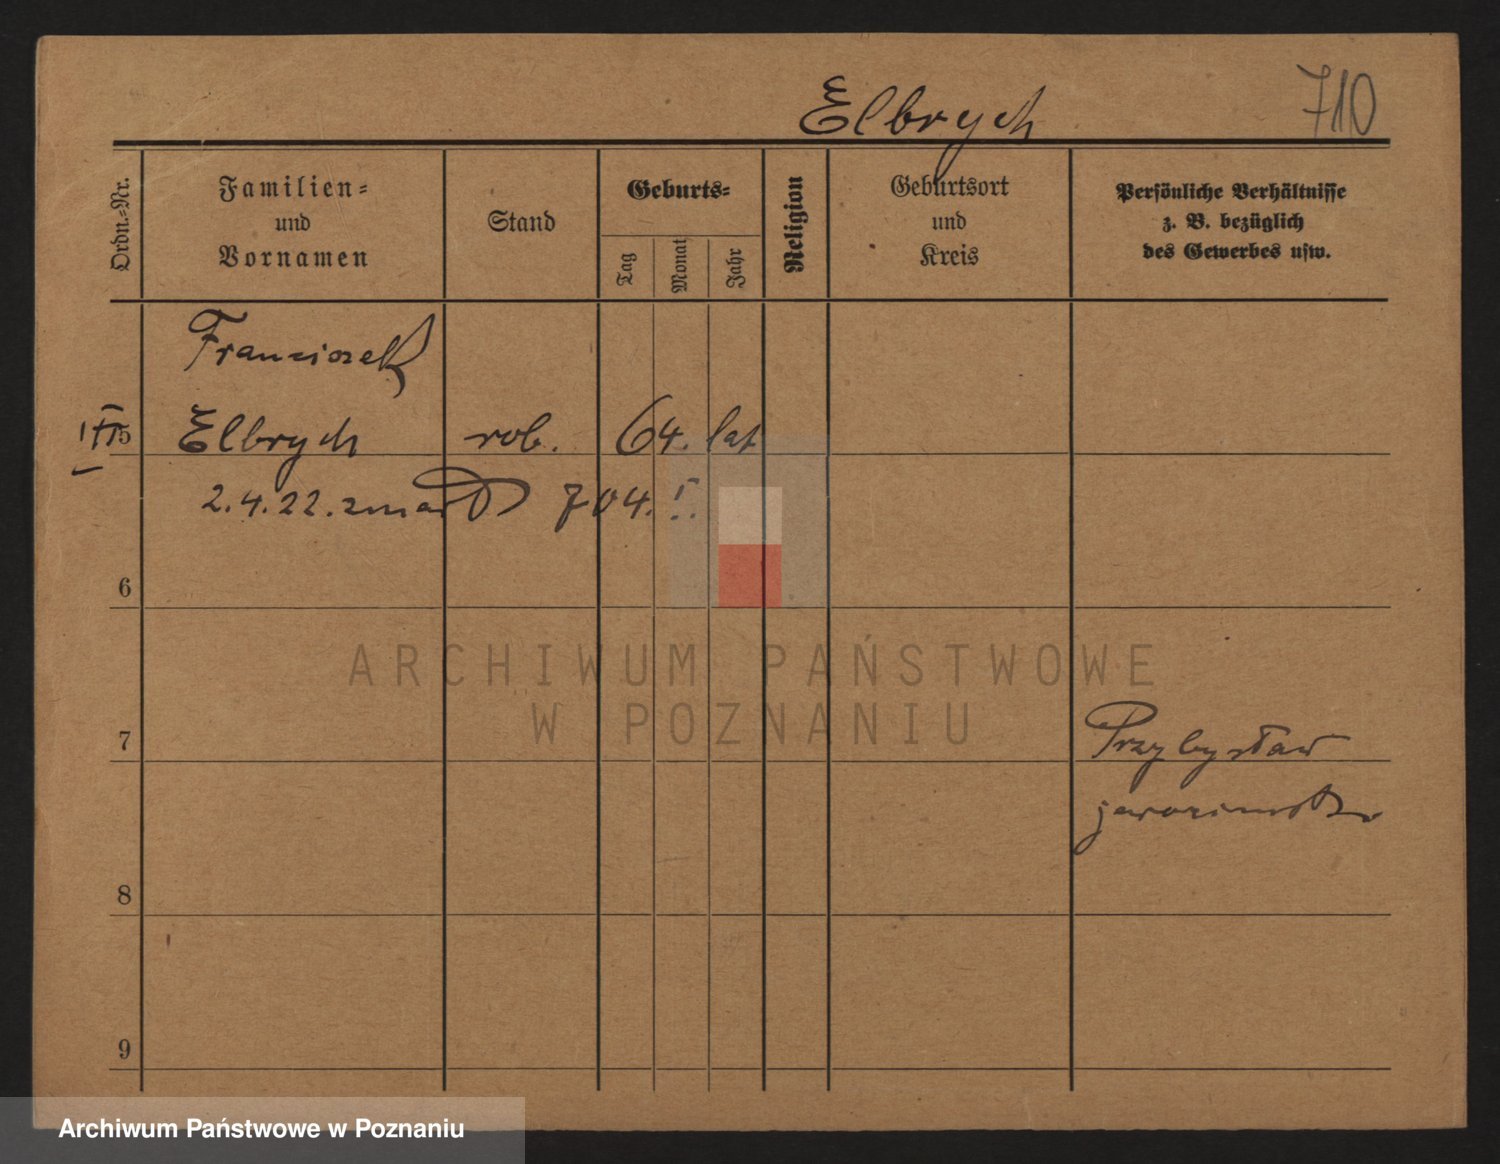 Elbrych 710
Ordn.=Nr.
Familien=
und
Vornamen
Stand
Geburts=
Tag
Monat
Jahr
Religion
Geburtsort
und
Kreis
Persönliche Verhältnisse
z. B. bezüglich
des Gewerbes usw.
Franciszek
5 Elbrych rob. 64. lat
2.4.22. zmarł 704. I.
6
ARCHIWUM PAŃSTWOWE
W POZNANIU
7 Przybysław
8
9
Archiwum Państwowe w Poznaniu